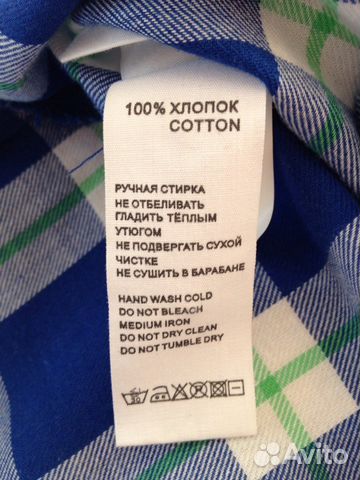 100% ХЛОПОК
COTTON
РУЧНАЯ СТИРКА
НЕ ОТБЕЛИВАТЬ
ГЛАДИТЬ ТЁПЛЫМ
УТЮГОМ
НЕ ПОДВЕРГАТЬ СУХОЙ
ЧИСТКЕ
НЕ СУШИТЬ В БАРАБАНЕ
HAND WASH COLD
DO NOT BLEACH
MEDIUM IRON
DO NOT DRY CLEAN
DO NOT TUMBLE DRY
30
Avito